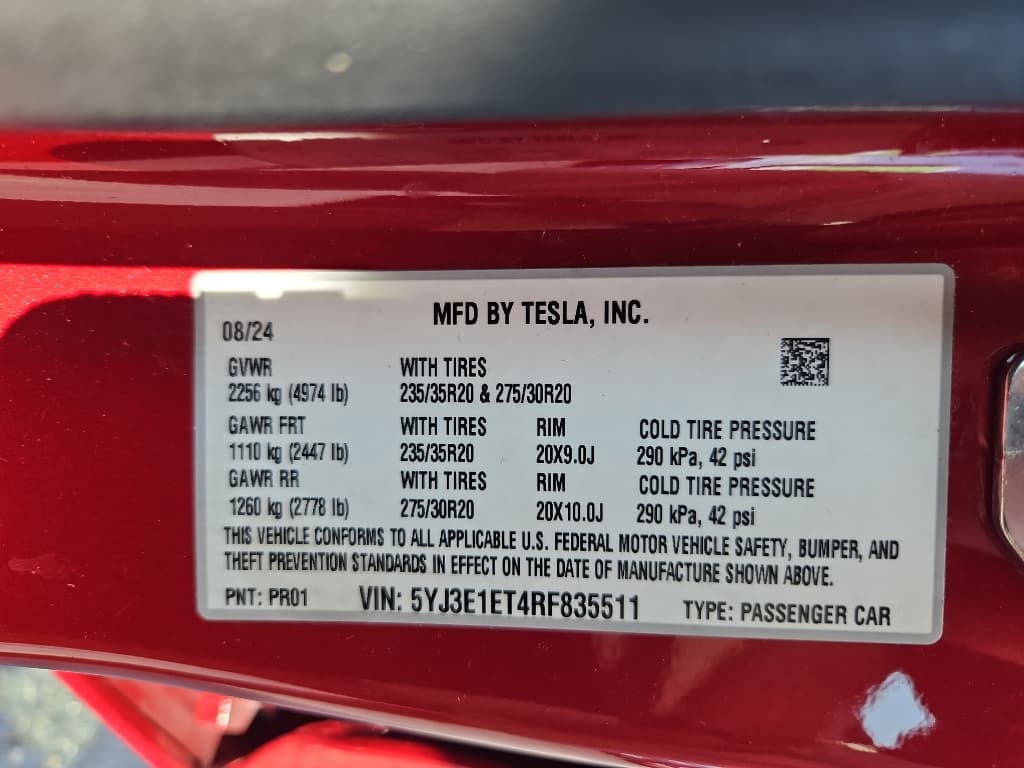 MFD BY TESLA, INC.
08/24
GVWR WITH TIRES
2256 kg (4974 lb) 235/35R20 & 275/30R20
GAWR FRT WITH TIRES RIM COLD TIRE PRESSURE
1110 kg (2447 lb) 235/35R20 20X9.0J 290 kPa, 42 psi
GAWR RR WITH TIRES RIM COLD TIRE PRESSURE
1260 kg (2778 lb) 275/30R20 20X10.0J 290 kPa, 42 psi
THIS VEHICLE CONFORMS TO ALL APPLICABLE U.S. FEDERAL MOTOR VEHICLE SAFETY, BUMPER, AND
THEFT PREVENTION STANDARDS IN EFFECT ON THE DATE OF MANUFACTURE SHOWN ABOVE.
PNT: PR01 VIN: 5YJ3E1ET4RF835511 TYPE: PASSENGER CAR